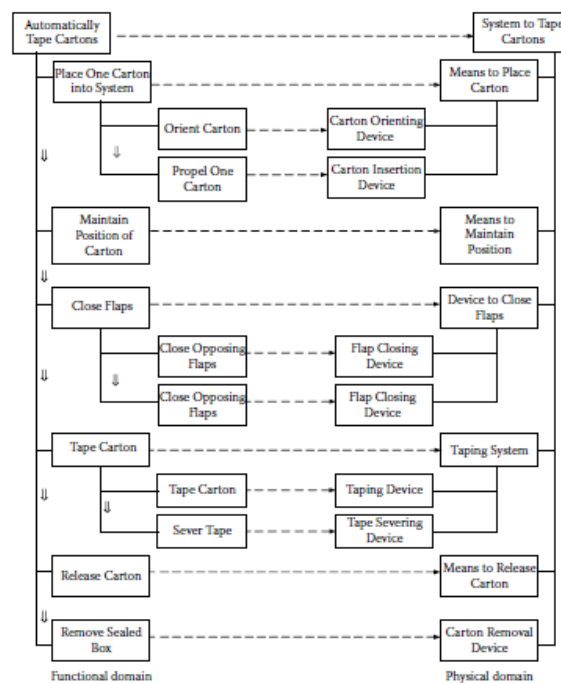 Automatically
Tape Cartons
System to Tape
Cartons
Place One Carton
into System
Means to Place
Carton
Orient Carton
Carton Orienting
Device
Propel One
Carton
Carton Insertion
Device
Maintain
Position of
Carton
Means to
Maintain
Position
Close Flaps
Device to Close
Flaps
Close Opposing
Flaps
Flap Closing
Device
Close Opposing
Flaps
Flap Closing
Device
Tape Carton
Taping System
Tape Carton
Taping Device
Sever Tape
Tape Severing
Device
Release Carton
Means to Release
Carton
Remove Sealed
Box
Carton Removal
Device
Functional domain
Physical domain